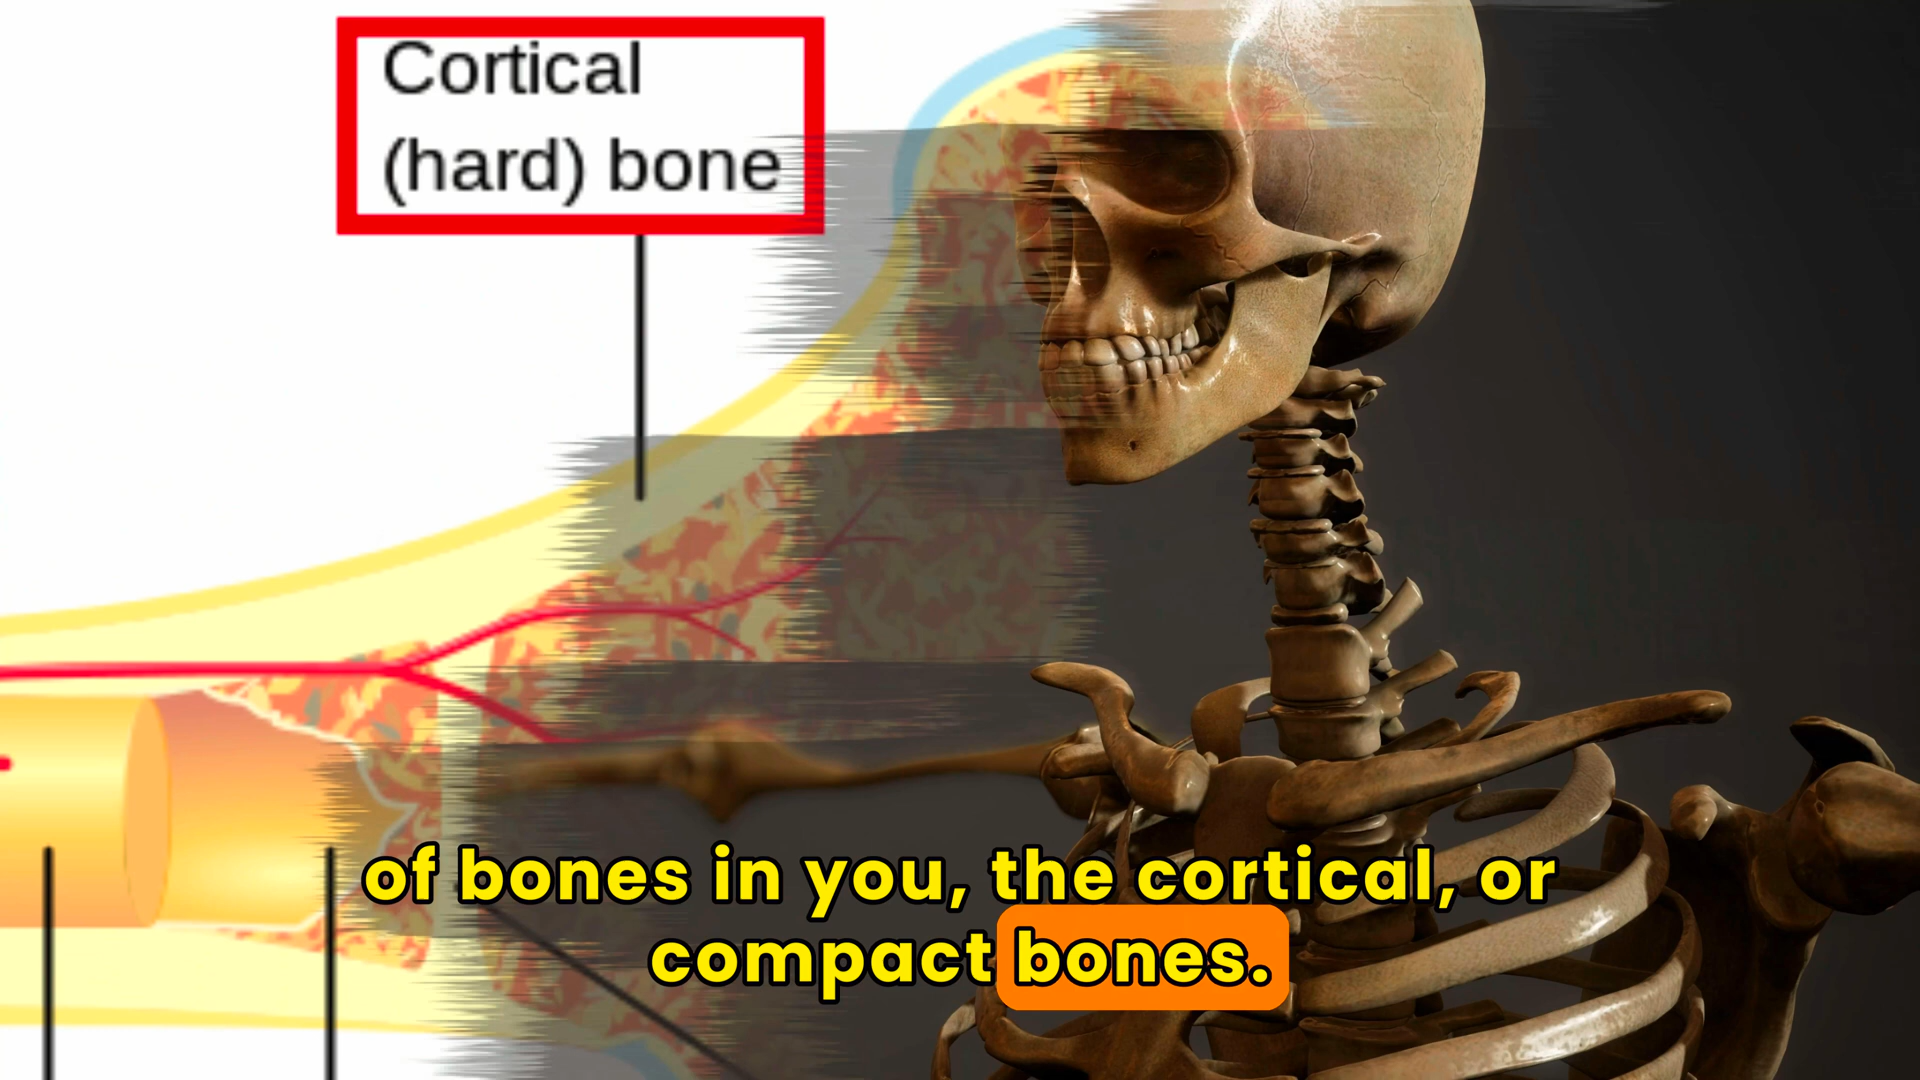 Cortical
(hard) bone
of bones in you, the cortical, or
compact bones.